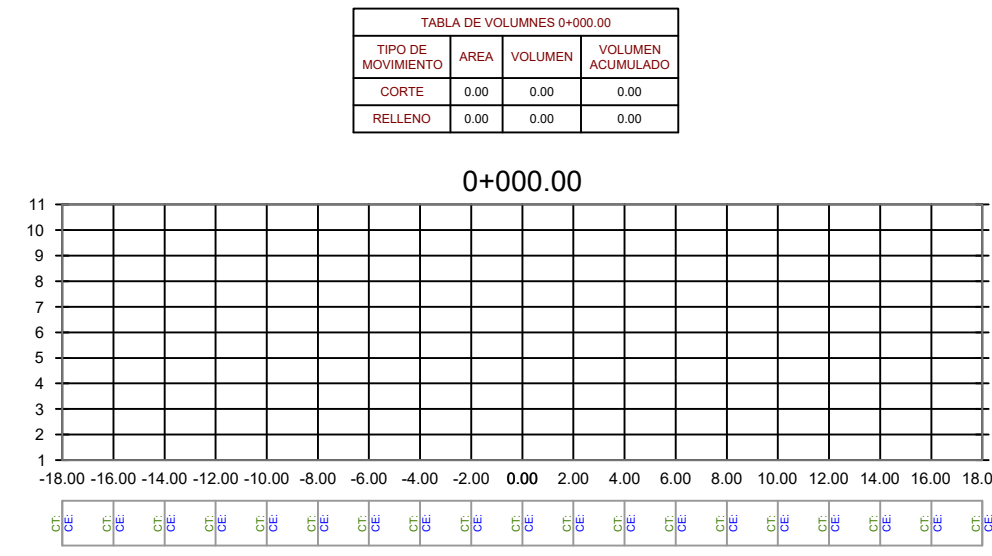 TABLA DE VOLUMNES 0+000.00
TIPO DE MOVIMIENTO AREA VOLUMEN VOLUMEN ACUMULADO
CORTE 0.00 0.00 0.00
RELLENO 0.00 0.00 0.00
0+000.00
11
10
9
8
7
6
5
4
3
2
1
-18.00 -16.00 -14.00 -12.00 -10.00 -8.00 -6.00 -4.00 -2.00 0.00 2.00 4.00 6.00 8.00 10.00 12.00 14.00 16.00 18.0
CT: CE: CT: CE: CT: CE: CT: CE: CT: CE: CT: CE: CT: CE: CT: CE: CT: CE: CT: CE: CT: CE: CT: CE: CT: CE: CT: CE: CT: CE: CT: CE: CT: CE: CT: CE: CT: CE: